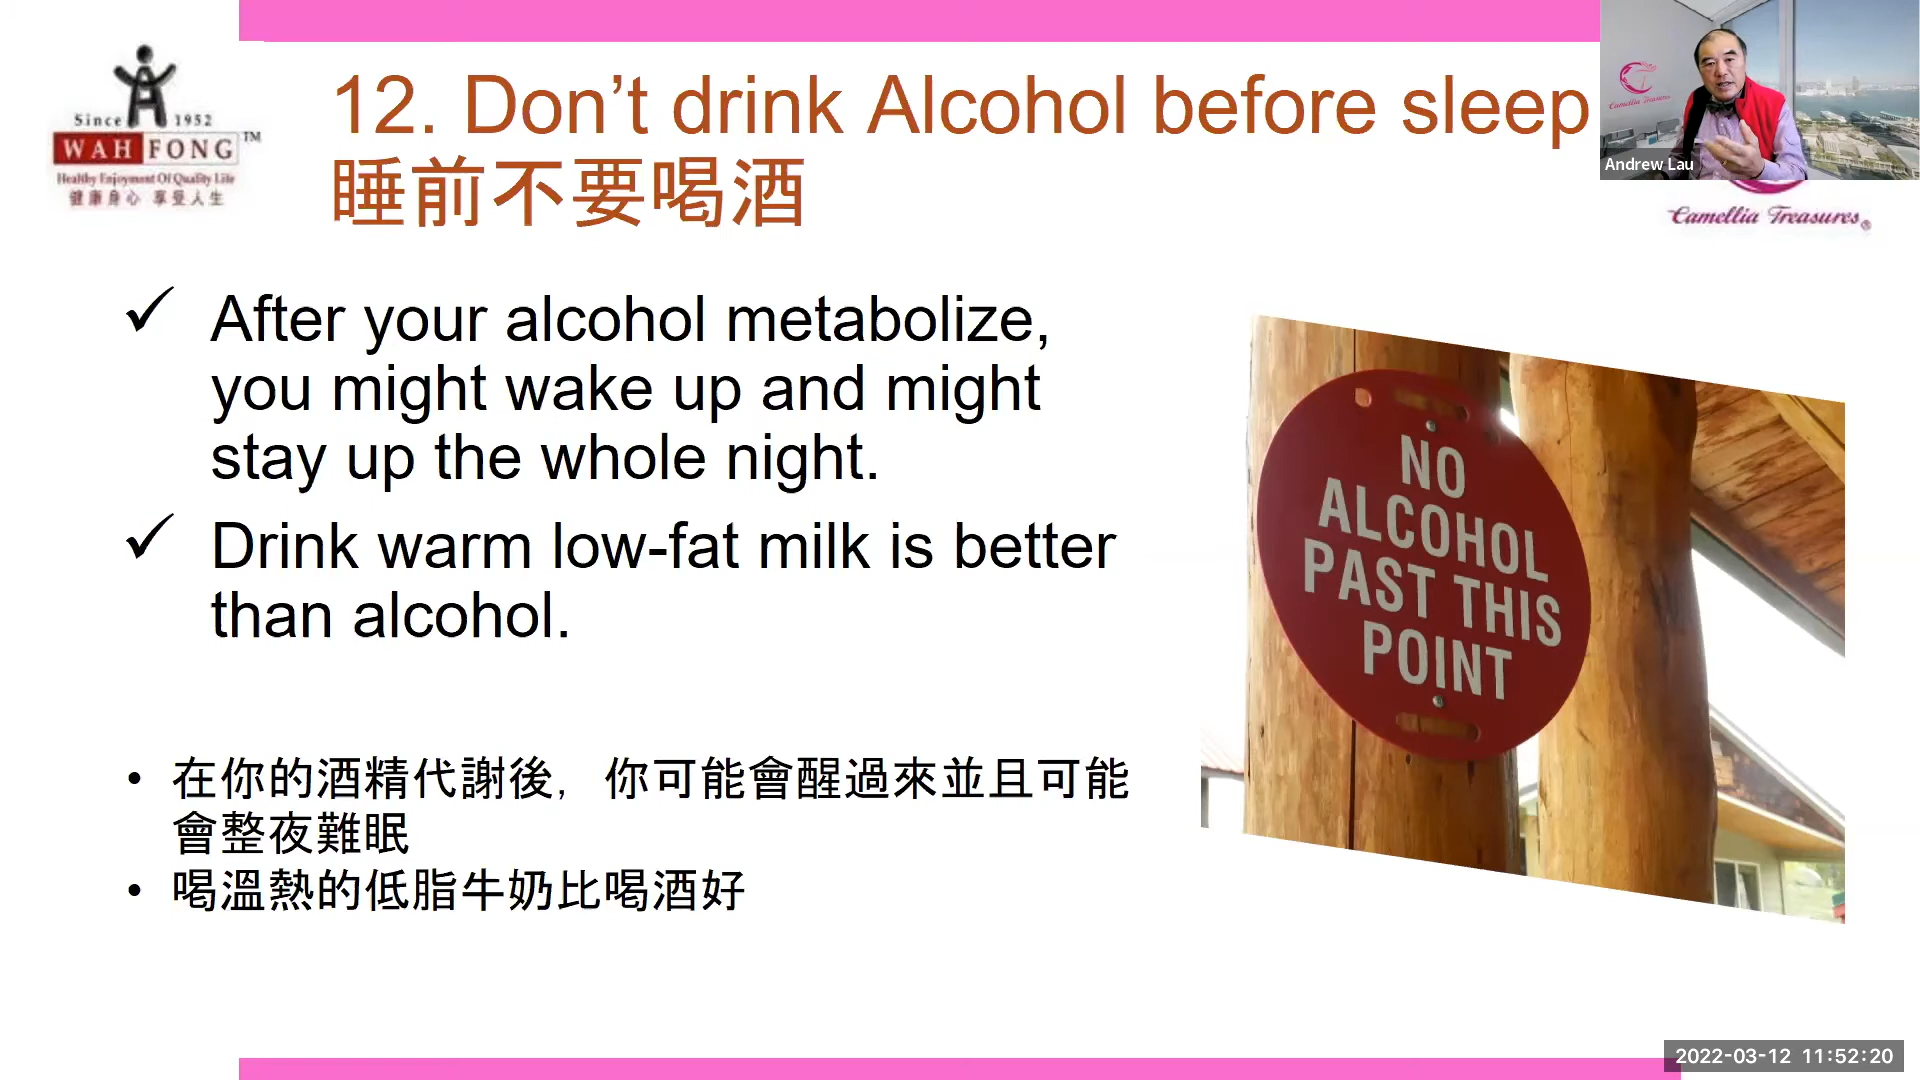 Since 1952
WAH FONG™
Healthy Enjoyment Of Quality Life
健康身心 享受人生
12. Don’t drink Alcohol before sleep
睡前不要喝酒
Camellia Treasures
Andrew Lau
Camellia Treasures®
✓ After your alcohol metabolize,
you might wake up and might
stay up the whole night.
✓ Drink warm low-fat milk is better
than alcohol.
• 在你的酒精代謝後，你可能會醒過來並且可能
會整夜難眠
• 喝溫熱的低脂牛奶比喝酒好
NO
ALCOHOL
PAST THIS
POINT
2022-03-12 11:52:20